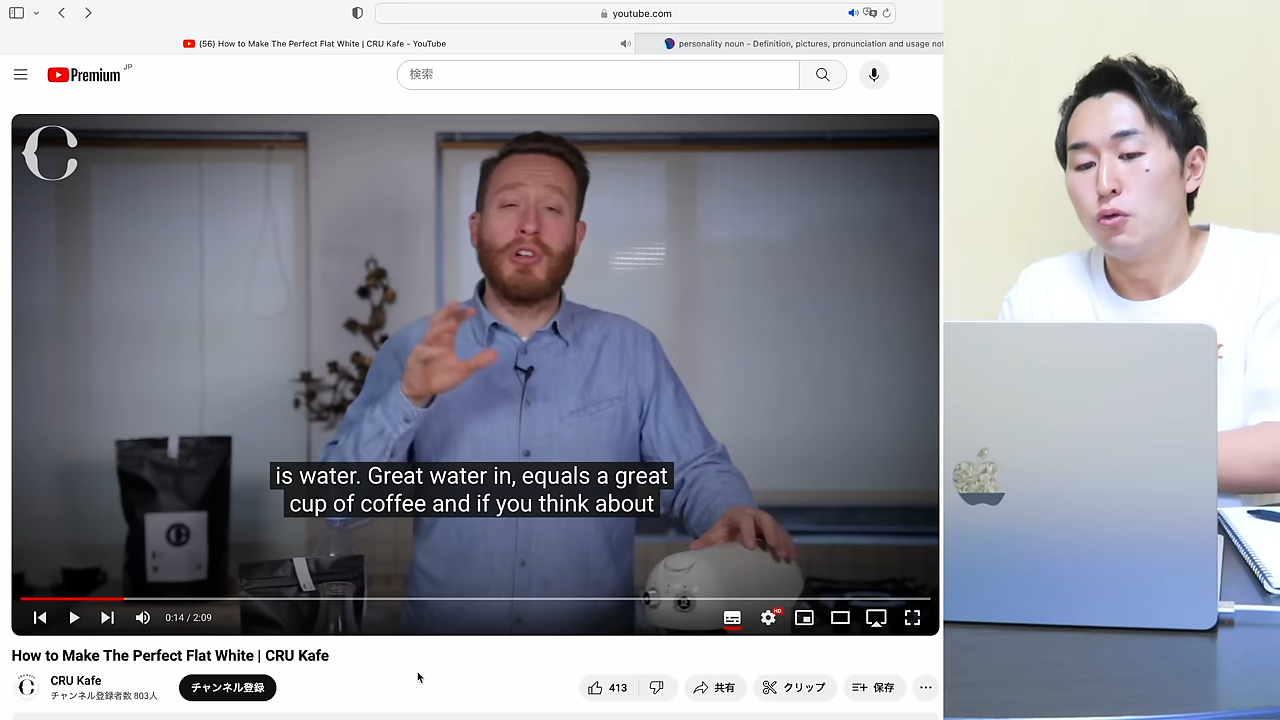 youtube.com
(56) How to Make The Perfect Flat White | CRU Kafe - YouTube
personality noun - Definition, pictures, pronunciation and usage not
Premium JP
検索
C
is water. Great water in, equals a great
cup of coffee and if you think about
0:14 / 2:09
HD
How to Make The Perfect Flat White | CRU Kafe
CRU Kafe
チャンネル登録者数 803人
チャンネル登録
413
共有
クリップ
保存